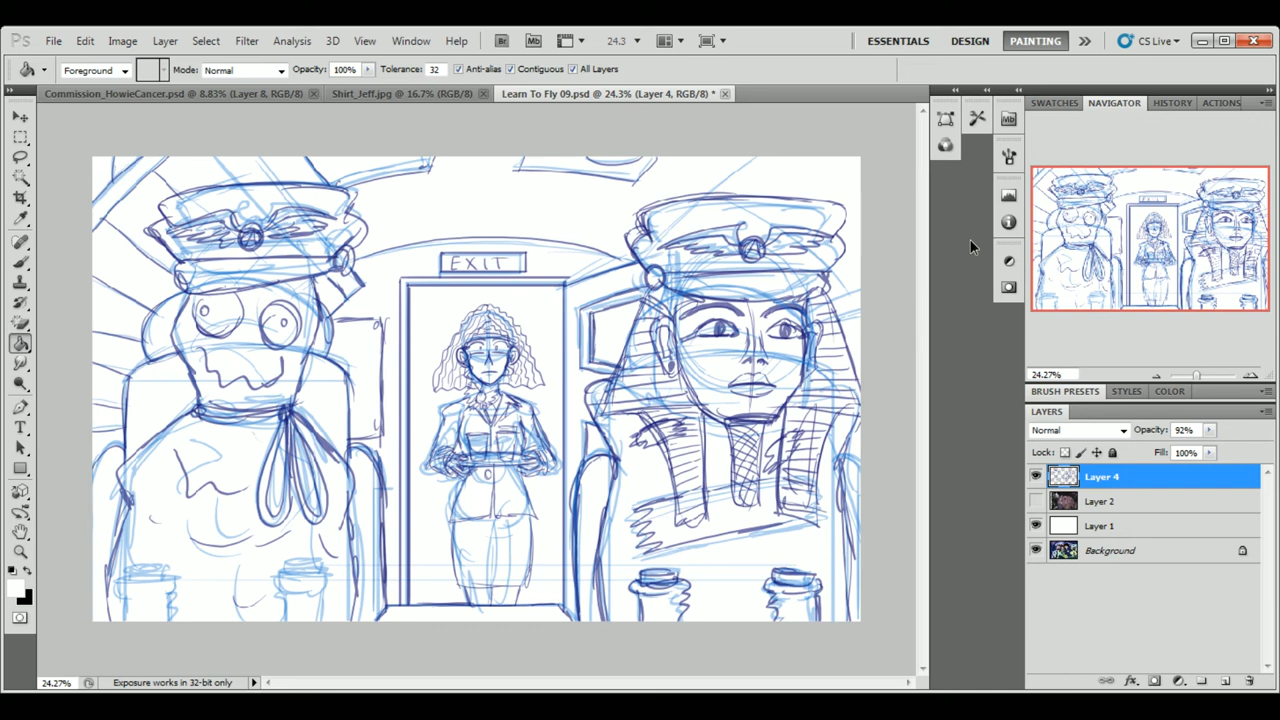 Ps File Edit Image Layer Select Filter Analysis 3D View Window Help Br Mb 24.3 ESSENTIALS DESIGN PAINTING CS Live
Foreground Mode: Normal Opacity: 100% Tolerance: 32 Anti-alias Contiguous All Layers
Commission_HowieCancer.psd @ 8.83% (Layer 8, RGB/8) Shirt_Jeff.jpg @ 16.7% (RGB/8) Learn To Fly 09.psd @ 24.3% (Layer 4, RGB/8) *
SWATCHES NAVIGATOR HISTORY ACTIONS
Mb
A
A
EXIT
24.27%
BRUSH PRESETS STYLES COLOR
LAYERS
Normal Opacity: 92%
Lock: Fill: 100%
Layer 4
Layer 2
Layer 1
Background
24.27% Exposure works in 32-bit only